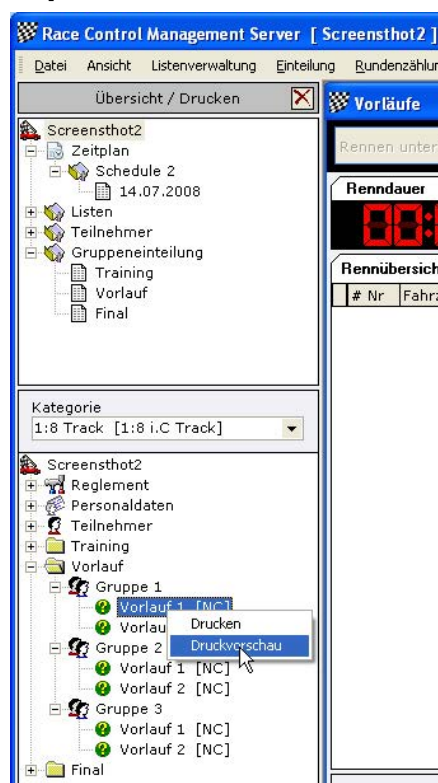 Race Control Management Server [ Screensthot2 ]
Datei Ansicht Listenverwaltung Einteilung Rundenzählur
Übersicht / Drucken
Screensthot2
Zeitplan
Schedule 2
14.07.2008
Listen
Teilnehmer
Gruppeneinteilung
Training
Vorlauf
Final
Kategorie
1:8 Track [1:8 i.C Track]
Screensthot2
Reglement
Personaldaten
Teilnehmer
Training
Vorlauf
Gruppe 1
Vorlauf 1 [NC]
Vorlau
Drucken
Druckvorschau
Gruppe 2
Vorlauf 1 [NC]
Vorlauf 2 [NC]
Gruppe 3
Vorlauf 1 [NC]
Vorlauf 2 [NC]
Final
Vorläufe
Rennen unter
Renndauer
00:
Rennübersich
# Nr Fahrz